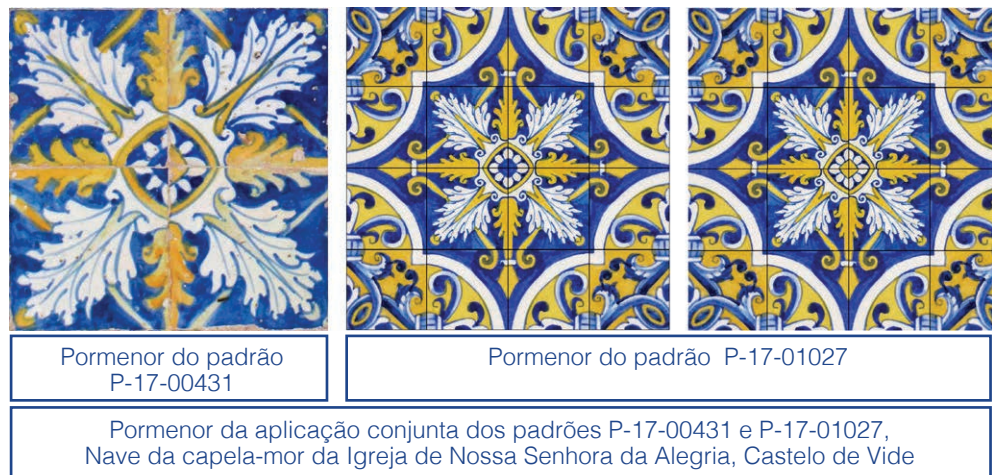 Pormenor do padrão
P-17-00431
Pormenor do padrão P-17-01027
Pormenor da aplicação conjunta dos padrões P-17-00431 e P-17-01027,
Nave da capela-mor da Igreja de Nossa Senhora da Alegria, Castelo de Vide